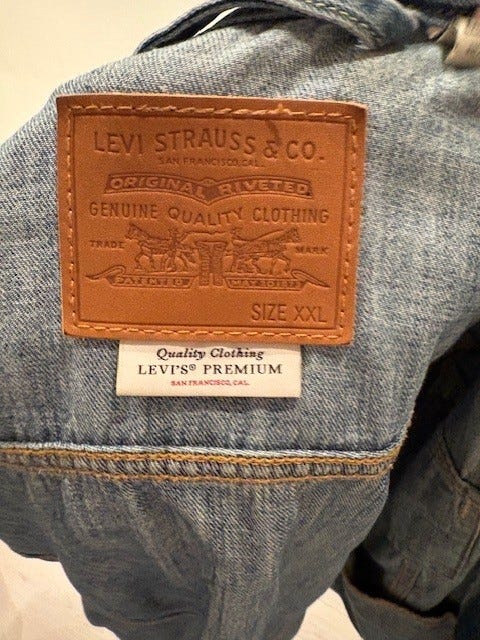 LEVI STRAUSS & CO.
SAN FRANCISCO, CAL.
ORIGINAL RIVETED
GENUINE QUALITY CLOTHING
TRADE MARK
PATENTED MAY 20 1873
SIZE XXL
Quality Clothing
LEVI'S® PREMIUM
SAN FRANCISCO, CAL.